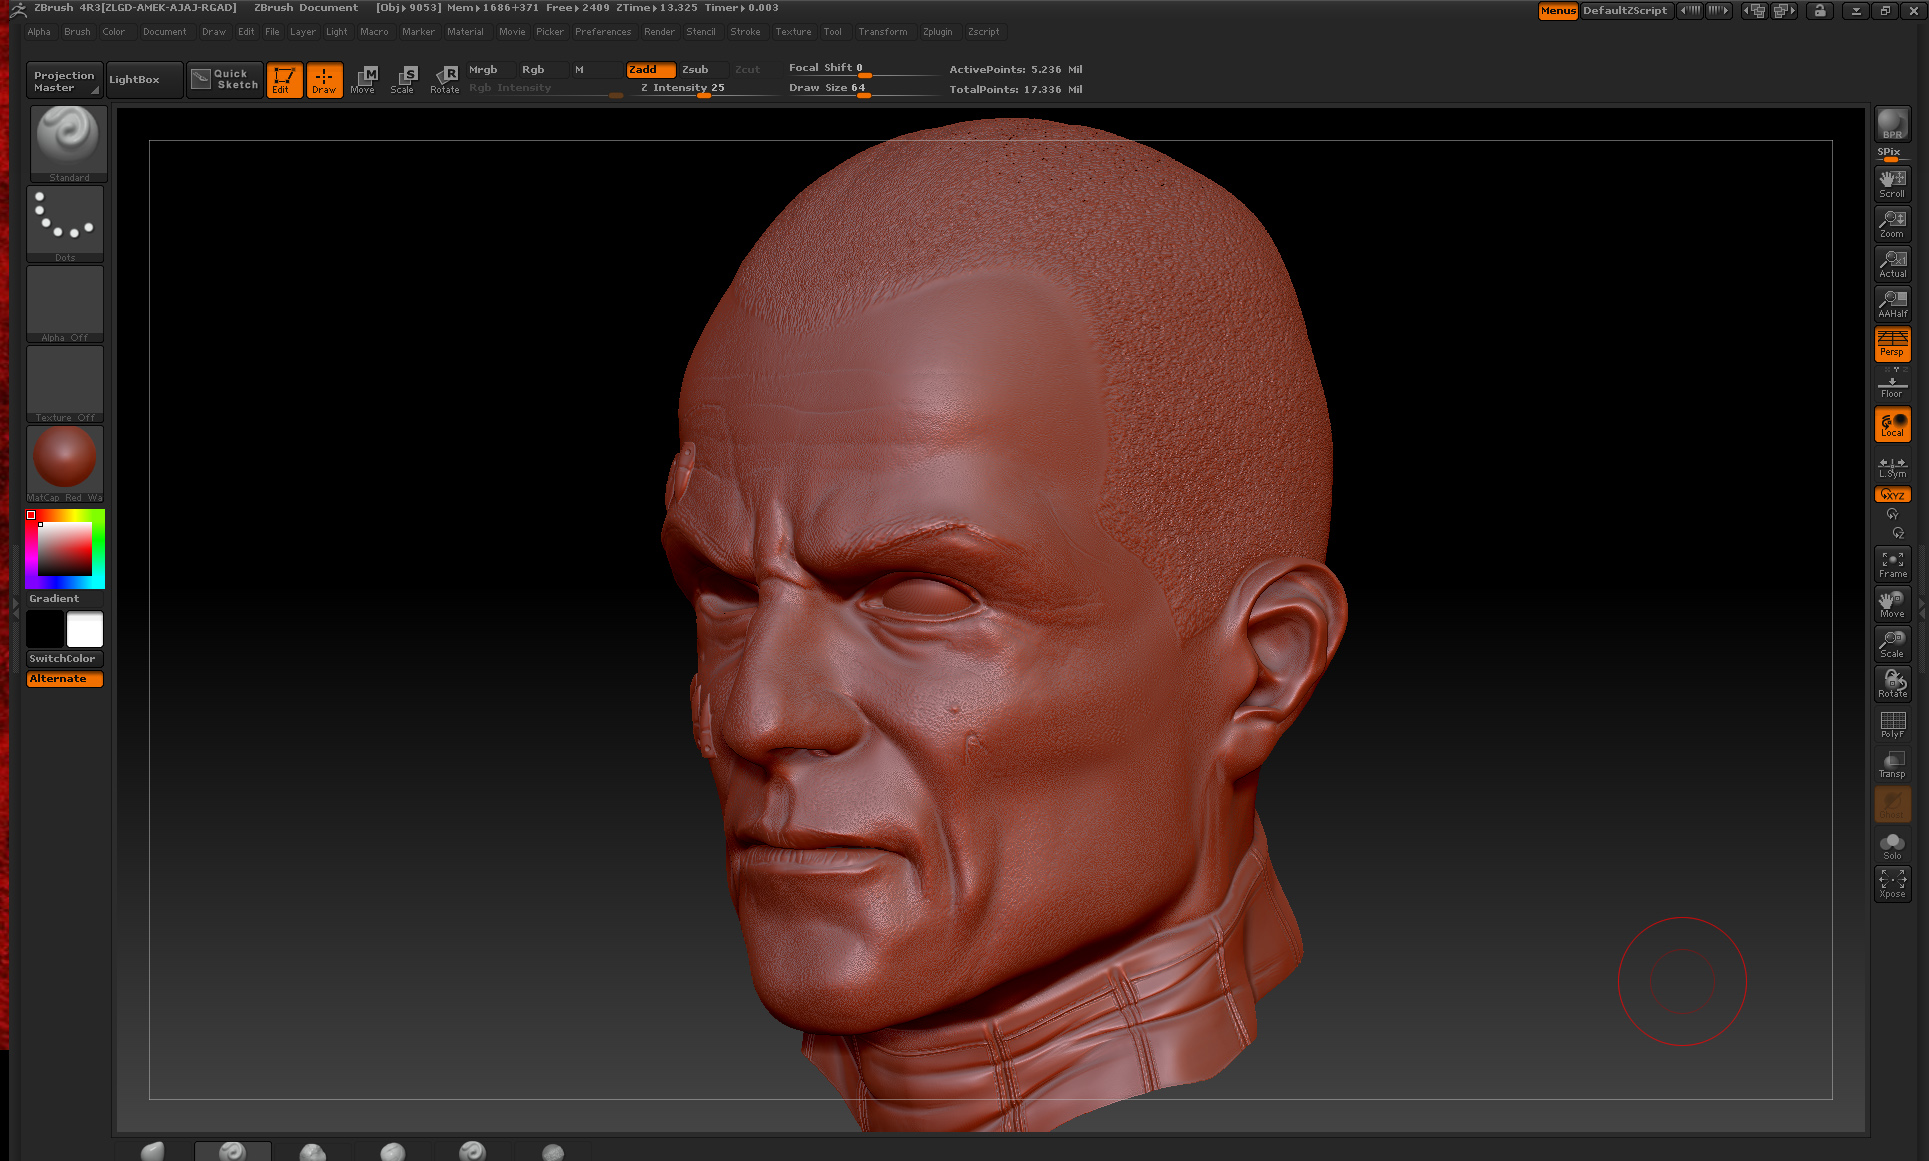 ZBrush 4R3[ZLGD-AMEK-AJAJ-RGAD] ZBrush Document [Obj▸9053] Mem▸1686+371 Free▸2409 ZTime▸13.325 Timer▸0.003
Menus DefaultZScript
Alpha Brush Color Document Draw Edit File Layer Light Macro Marker Material Movie Picker Preferences Render Stencil Stroke Texture Tool Transform Zplugin Zscript
Projection Master
LightBox
Quick Sketch
Edit
Draw
M Move
S Scale
R Rotate
Mrgb Rgb M Zadd Zsub Zcut
Rgb Intensity Z Intensity 25
Focal Shift 0
Draw Size 64
ActivePoints: 5.236 Mil
TotalPoints: 17.336 Mil
Standard
Dots
Alpha Off
Texture Off
MatCap Red Wa
Gradient
SwitchColor
Alternate
BPR
SPix
Scroll
Zoom
Actual
AAHalf
Persp
Floor
Local
L.Sym
XYZ
Y
Z
Frame
Move
Scale
Rotate
PolyF
Transp
Ghost
Solo
Xpose